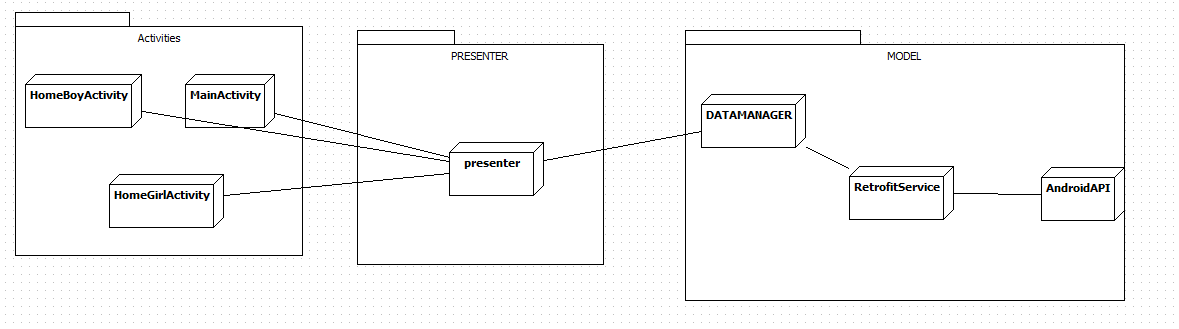 Activities
HomeBoyActivity
MainActivity
HomeGirlActivity
PRESENTER
presenter
MODEL
DATAMANAGER
RetrofitService
AndroidAPI